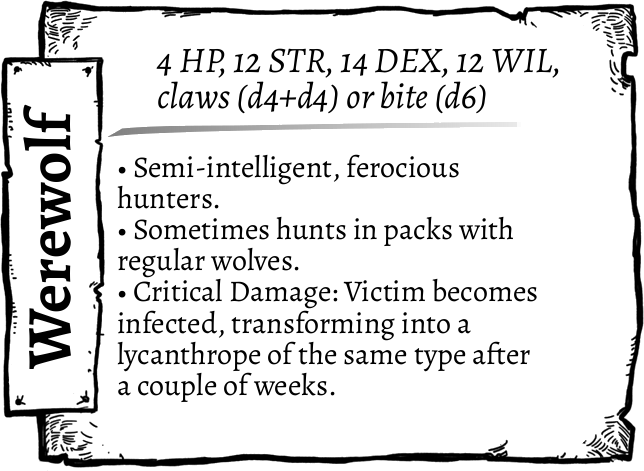 Werewolf
4 HP, 12 STR, 14 DEX, 12 WIL,
claws (d4+d4) or bite (d6)
• Semi-intelligent, ferocious
hunters.
• Sometimes hunts in packs with
regular wolves.
• Critical Damage: Victim becomes
infected, transforming into a
lycanthrope of the same type after
a couple of weeks.